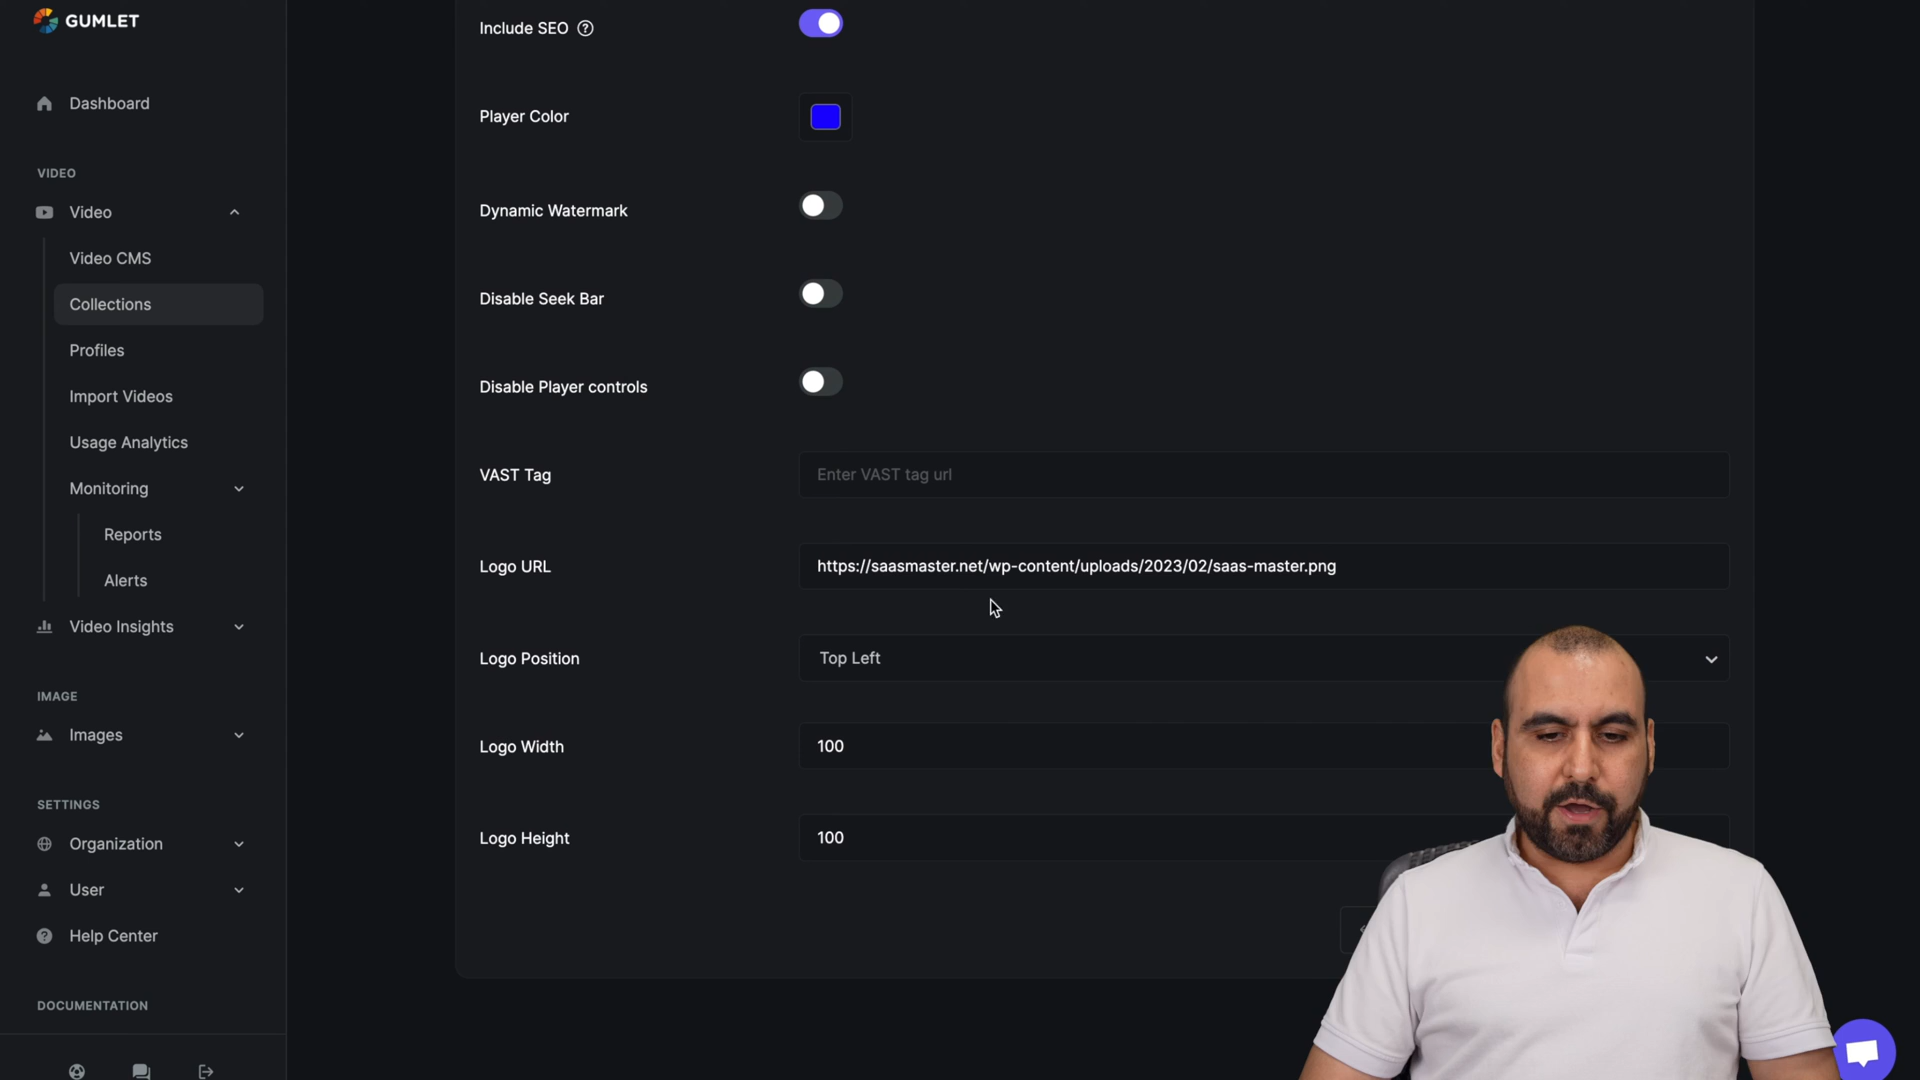 GUMLET
Dashboard
VIDEO
Video
Video CMS
Collections
Profiles
Import Videos
Usage Analytics
Monitoring
Reports
Alerts
Video Insights
IMAGE
Images
SETTINGS
Organization
User
Help Center
DOCUMENTATION
Include SEO
Player Color
Dynamic Watermark
Disable Seek Bar
Disable Player controls
VAST Tag
Enter VAST tag url
Logo URL
https://saasmaster.net/wp-content/uploads/2023/02/saas-master.png
Logo Position
Top Left
Logo Width
100
Logo Height
100